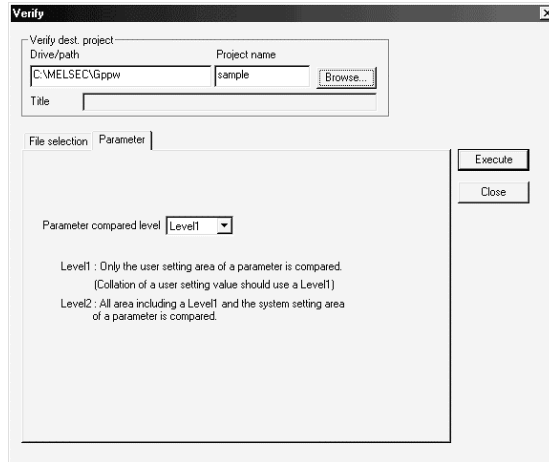 Verify
Verify dest. project
Drive/path Project name
C:\MELSEC\Gppw sample Browse...
Title
File selection Parameter
Execute
Close
Parameter compared level Level1
Level1 : Only the user setting area of a parameter is compared.
(Collation of a user setting value should use a Level1)
Level2 : All area including a Level1 and the system setting area
of a parameter is compared.